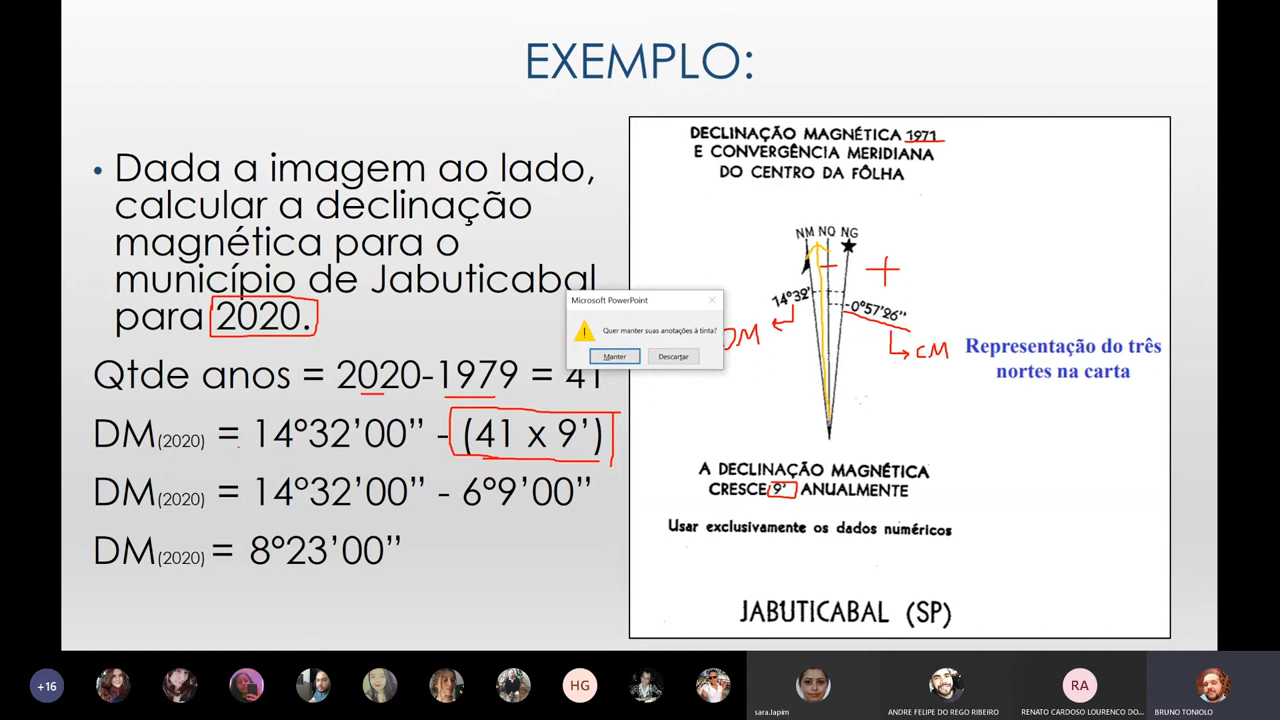 EXEMPLO:
• Dada a imagem ao lado,
calcular a declinação
magnética para o
município de Jabuticabal
para 2020.
Qtde anos = 2020-1979 = 41
DM(2020) = 14°32’00” - (41 x 9’)
DM(2020) = 14°32’00” - 6°9’00”
DM(2020) = 8°23’00”
DECLINAÇÃO MAGNÉTICA 1971
E CONVERGÊNCIA MERIDIANA
DO CENTRO DA FÔLHA
NM NQ NG
- +
14°32'
0°57'26"
DM
CM
Representação do três
nortes na carta
A DECLINAÇÃO MAGNÉTICA
CRESCE 9' ANUALMENTE
Usar exclusivamente os dados numéricos
JABUTICABAL (SP)
Microsoft PowerPoint
Quer manter suas anotações à tinta?
Manter Descartar
+16
HG
RA
sara.lapim
ANDRE FELIPE DO REGO RIBEIRO
RENATO CARDOSO LOURENCO DO...
BRUNO TONIOLO